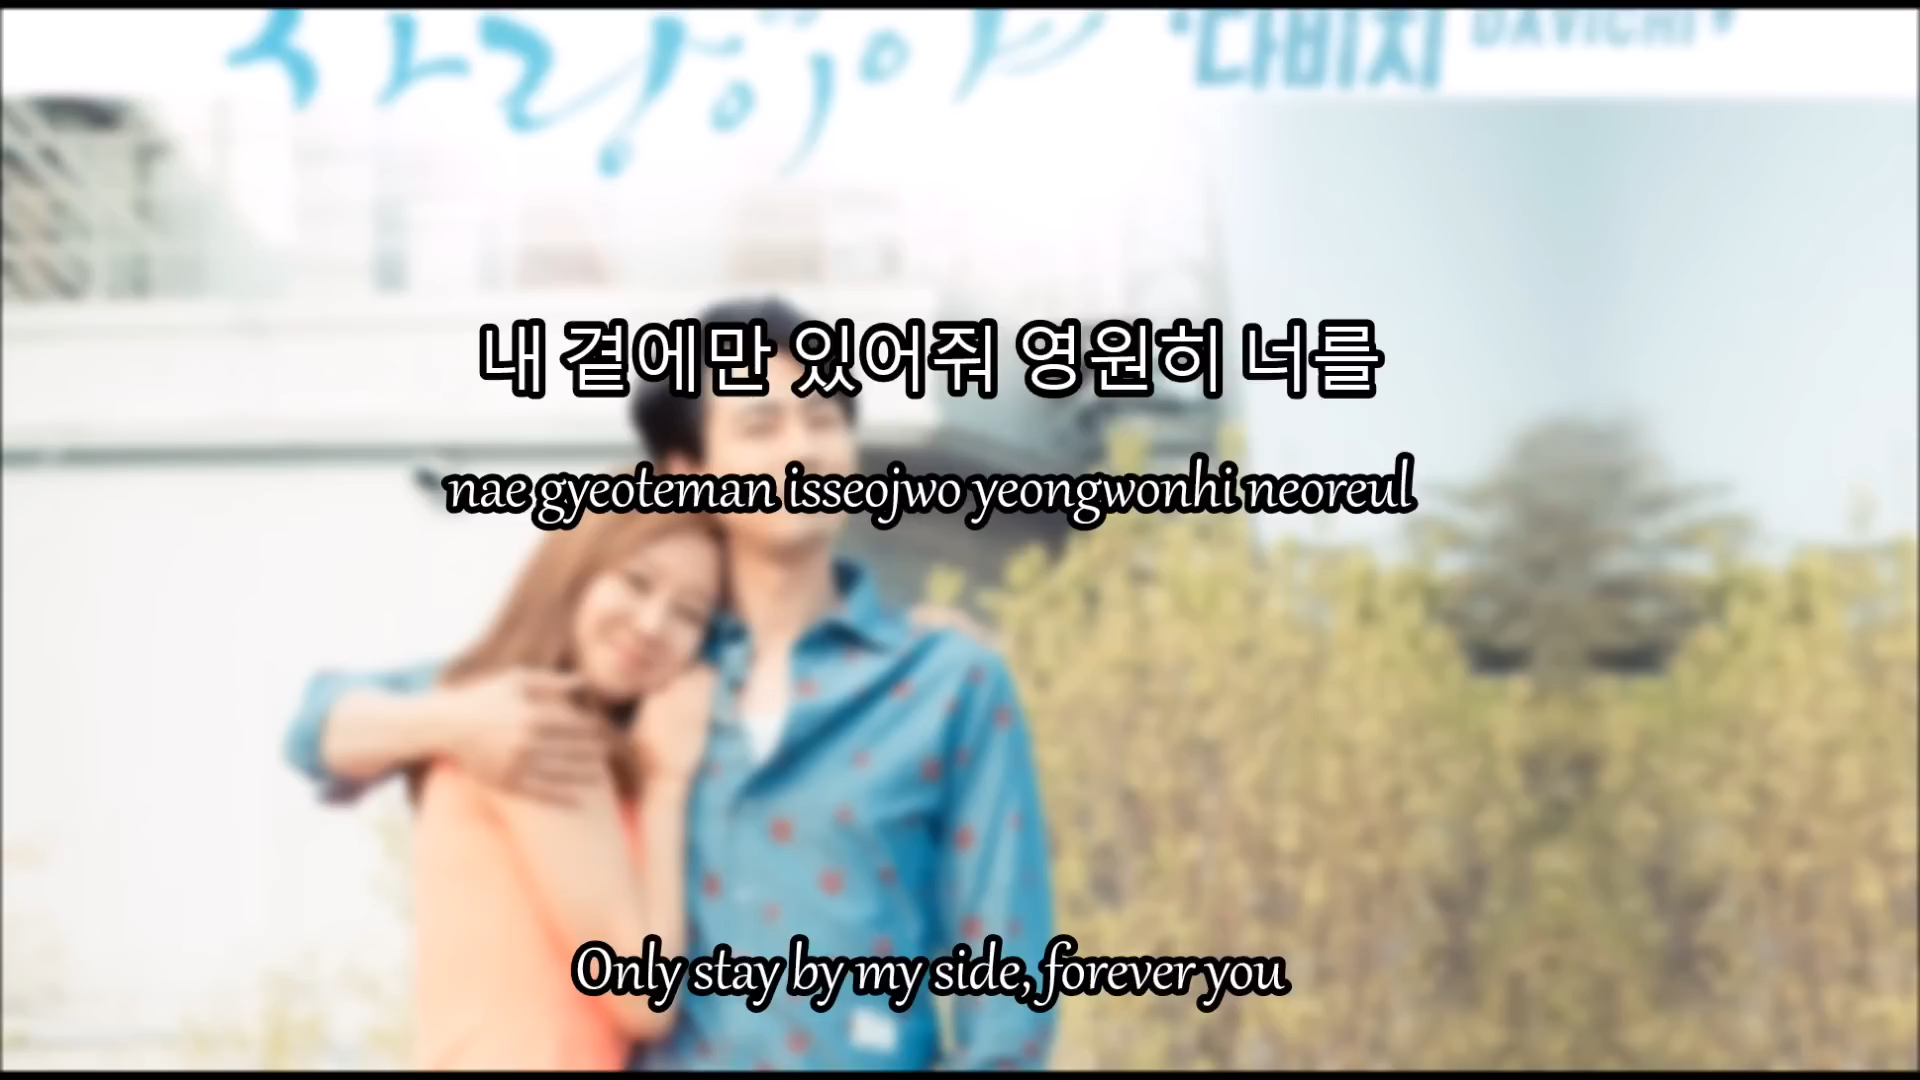 다비치 DAVICHI
내 곁에만 있어줘 영원히 너를
nae gyeoteman isseojwo yeongwonhi neoreul
Only stay by my side, forever you